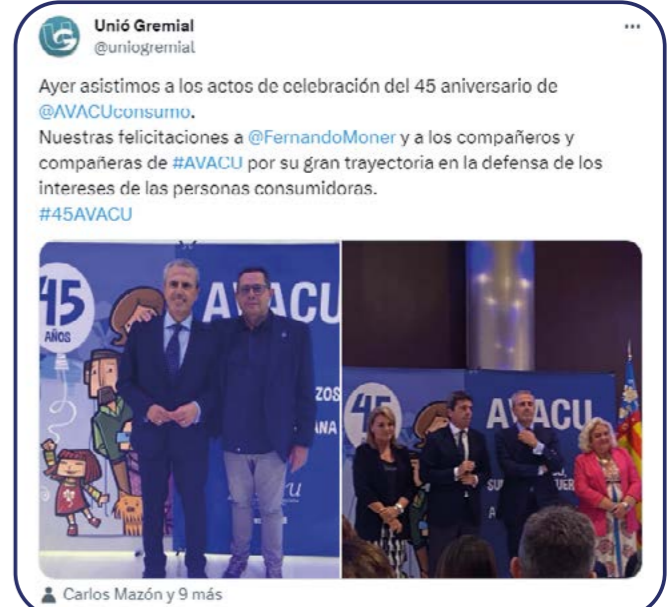 Unió Gremial
@uniogremial
Ayer asistimos a los actos de celebración del 45 aniversario de
@AVACUconsumo.
Nuestras felicitaciones a @FernandoMoner y a los compañeros y
compañeras de #AVACU por su gran trayectoria en la defensa de los
intereses de las personas consumidoras.
#45AVACU
45
AÑOS
AVACU
ZOS
ANA
45
AVACU
Carlos Mazón y 9 más